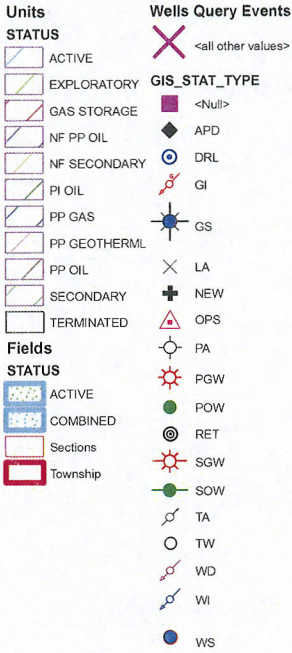 Units
STATUS
ACTIVE
EXPLORATORY
GAS STORAGE
NF PP OIL
NF SECONDARY
PI OIL
PP GAS
PP GEOTHERML
PP OIL
SECONDARY
TERMINATED
Fields
STATUS
ACTIVE
COMBINED
Sections
Township
Wells Query Events
<all other values>
GIS_STAT_TYPE
<Null>
APD
DRL
G
GI
GS
LA
NEW
OPS
PA
PGW
POW
RET
SGW
SOW
TA
TW
WD
WI
WS